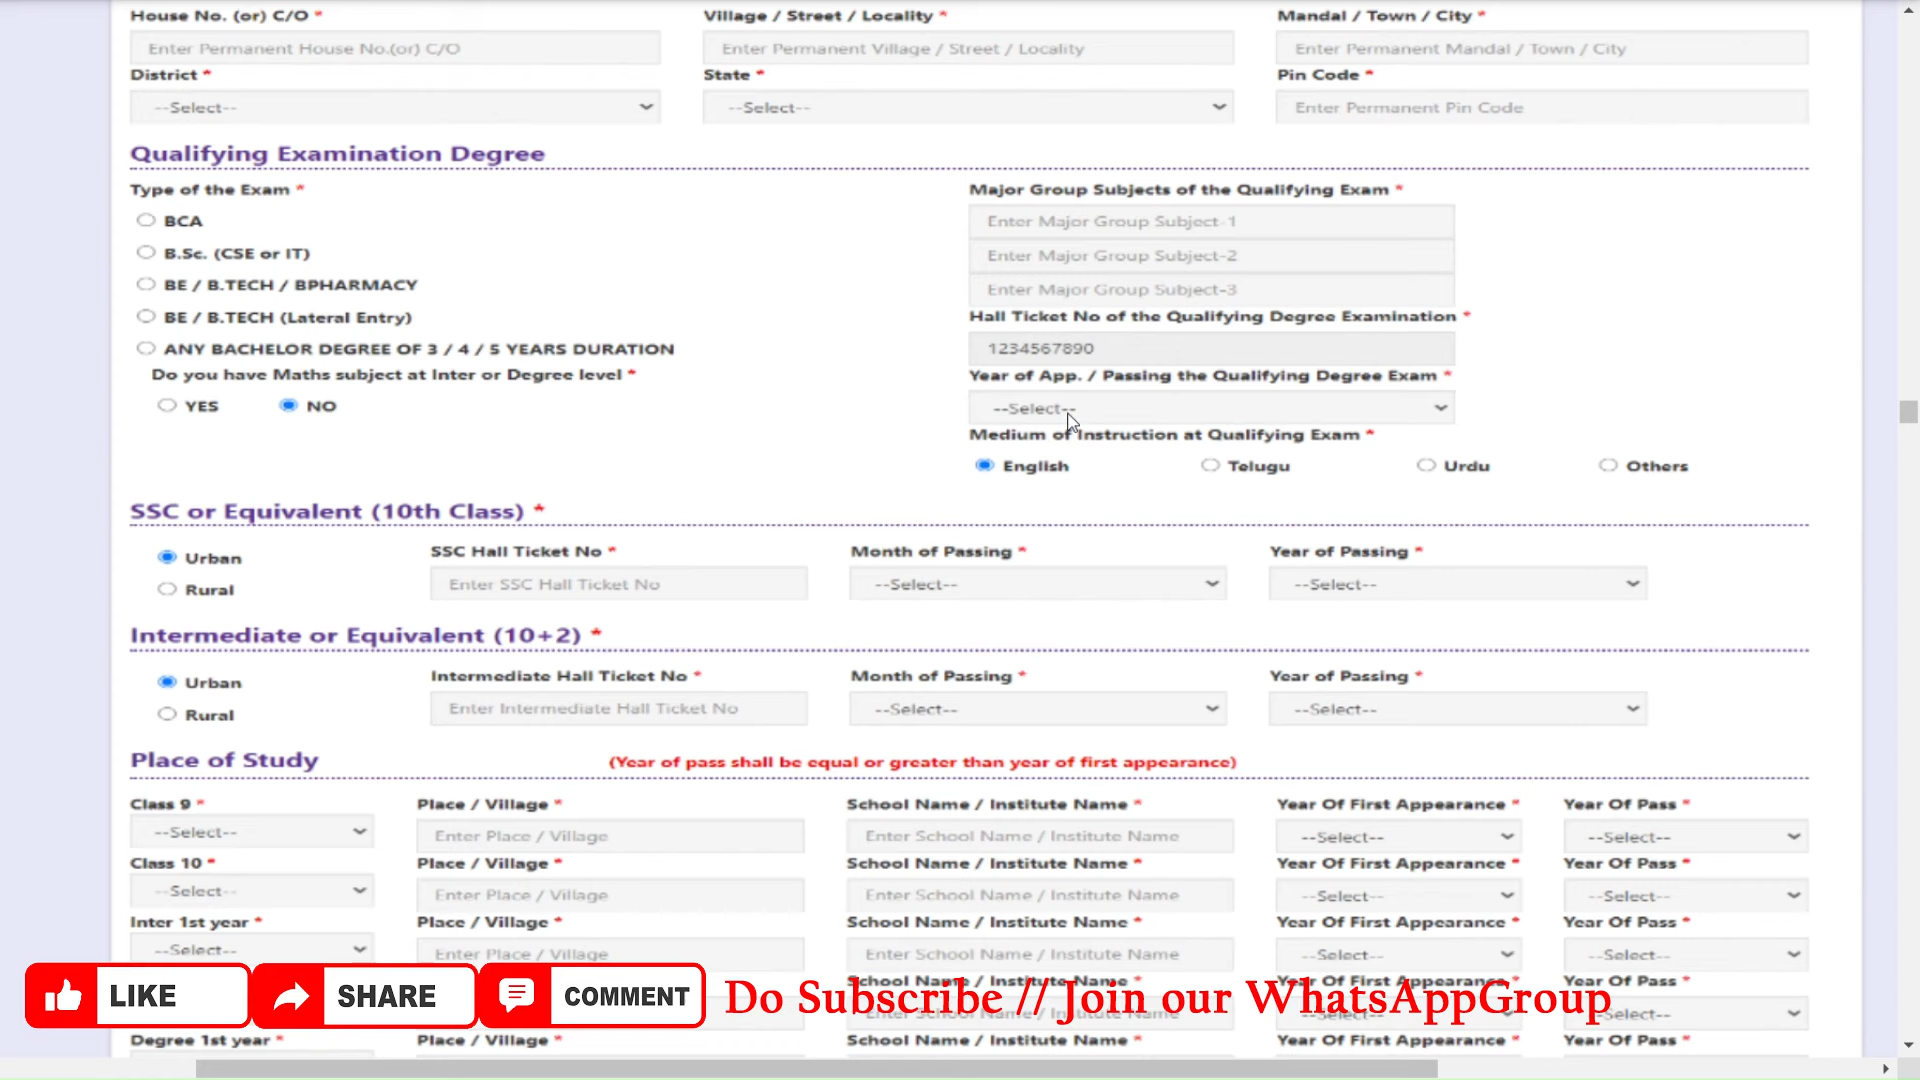 House No. (or) C/O * Village / Street / Locality * Mandal / Town / City *
Enter Permanent House No.(or) C/O Enter Permanent Village / Street / Locality Enter Permanent Mandal / Town / City
District * State * Pin Code *
--Select-- --Select-- Enter Permanent Pin Code
Qualifying Examination Degree
Type of the Exam * Major Group Subjects of the Qualifying Exam *
BCA Enter Major Group Subject-1
B.Sc. (CSE or IT) Enter Major Group Subject-2
BE / B.TECH / BPHARMACY Enter Major Group Subject-3
BE / B.TECH (Lateral Entry) Hall Ticket No of the Qualifying Degree Examination *
ANY BACHELOR DEGREE OF 3 / 4 / 5 YEARS DURATION 1234567890
Do you have Maths subject at Inter or Degree level * Year of App. / Passing the Qualifying Degree Exam *
YES NO --Select--
Medium of Instruction at Qualifying Exam *
English Telugu Urdu Others
SSC or Equivalent (10th Class) *
Urban SSC Hall Ticket No * Month of Passing * Year of Passing *
Rural Enter SSC Hall Ticket No --Select-- --Select--
Intermediate or Equivalent (10+2) *
Urban Intermediate Hall Ticket No * Month of Passing * Year of Passing *
Rural Enter Intermediate Hall Ticket No --Select-- --Select--
Place of Study (Year of pass shall be equal or greater than year of first appearance)
Class 9 * Place / Village * School Name / Institute Name * Year Of First Appearance * Year Of Pass *
--Select-- Enter Place / Village Enter School Name / Institute Name --Select-- --Select--
Class 10 * Place / Village * School Name / Institute Name * Year Of First Appearance * Year Of Pass *
--Select-- Enter Place / Village Enter School Name / Institute Name --Select-- --Select--
Inter 1st year * Place / Village * School Name / Institute Name * Year Of First Appearance * Year Of Pass *
--Select-- Enter Place / Village Enter School Name / Institute Name --Select-- --Select--
School Name / Institute Name * Year Of First Appearance * Year Of Pass *
LIKE SHARE COMMENT Do Subscribe // Join our WhatsAppGroup
Enter School Name / Institute Name --Select-- --Select--
Degree 1st year * Place / Village * School Name / Institute Name * Year Of First Appearance * Year Of Pass *